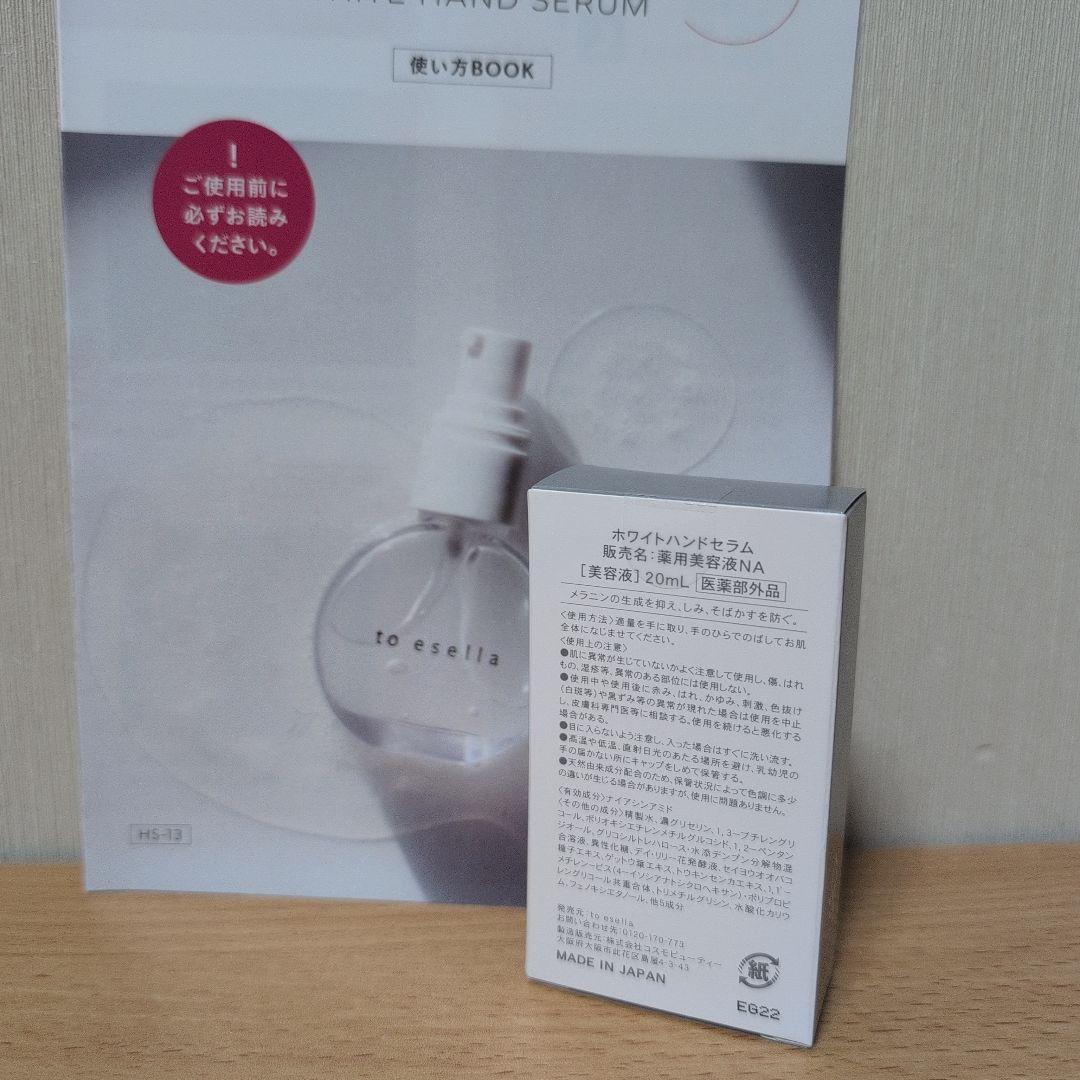 HAND SERUM
使い方BOOK
!
ご使用前に
必ずお読み
ください。
to esella
HS-13
ホワイトハンドセラム
販売名:薬用美容液NA
[美容液] 20mL 医薬部外品
メラニンの生成を抑え、しみ、そばかすを防ぐ。
〈使用方法〉適量を手に取り、手のひらでのばしてお肌
全体になじませてください。
〈使用上の注意〉
●肌に異常が生じていないかよく注意して使用し、傷、はれ
もの、湿疹等、異常のある部位には使用しない。
●使用中や使用後に赤み、はれ、かゆみ、刺激、色抜け
(白斑等)や黒ずみ等の異常が現れた場合は使用を中止
し、皮膚科専門医等に相談する。使用を続けると悪化する
場合がある。
●目に入らないよう注意し、入った場合はすぐに洗い流す。
●高温や低温、直射日光のあたる場所を避け、乳幼児の
手の届かない所にキャップをしめて保管する。
●天然由来成分配合のため、保管状況によって色調に多少
の違いが生じる場合がありますが、使用に問題ありません。
〈有効成分〉ナイアシンアミド
〈その他の成分〉精製水、濃グリセリン、1,3-ブチレングリ
コール、ポリオキシエチレンメチルグルコシド、1,2-ペンタン
ジオール、グリコシルトレハロース・水添デンプン分解物混
合溶液、異性化糖、デイ・リリー花発酵液、セイヨウオオバコ
種子エキス、ゲットウ葉エキス、トウキンセンカエキス、1,1'-
メチレン-ビス(4-イソシアナトシクロヘキサン)・ポリプロピ
レングリコール共重合体、トリメチルグリシン、水酸化カリウ
ム、フェノキシエタノール、他5成分
発売元:to esella
お問い合わせ先:0120-170-773
製造販売元:株式会社コスモビューティー
大阪府大阪市此花区島屋4-3-43
MADE IN JAPAN
紙
EG22